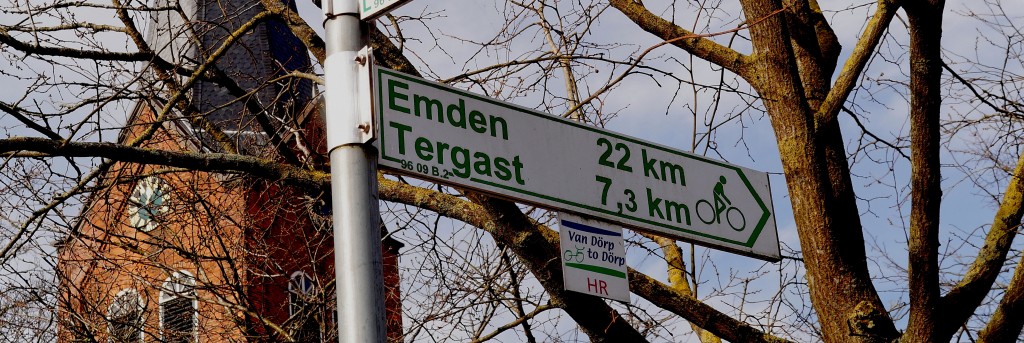 Emden 22 km
Tergast 7,3 km
96 09 B.2
Van Dörp
to Dörp
HR